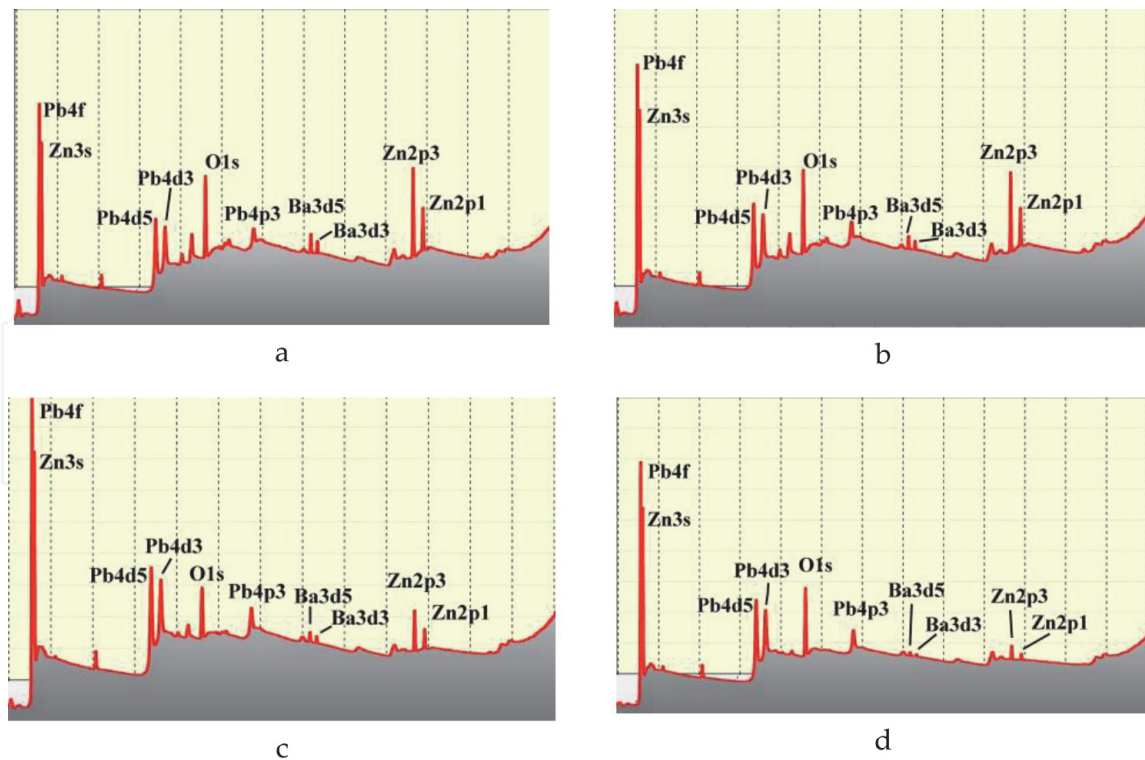 Pb4f
Zn3s
Pb4d5
Pb4d3
O1s
Pb4p3
Ba3d5
Ba3d3
Zn2p3
Zn2p1
a
Pb4f
Zn3s
Pb4d5
Pb4d3
O1s
Pb4p3
Ba3d5
Ba3d3
Zn2p3
Zn2p1
b
Pb4f
Zn3s
Pb4d5
Pb4d3
O1s
Pb4p3
Ba3d5
Ba3d3
Zn2p3
Zn2p1
c
Pb4f
Zn3s
Pb4d5
Pb4d3
O1s
Pb4p3
Ba3d5
Ba3d3
Zn2p3
Zn2p1
d